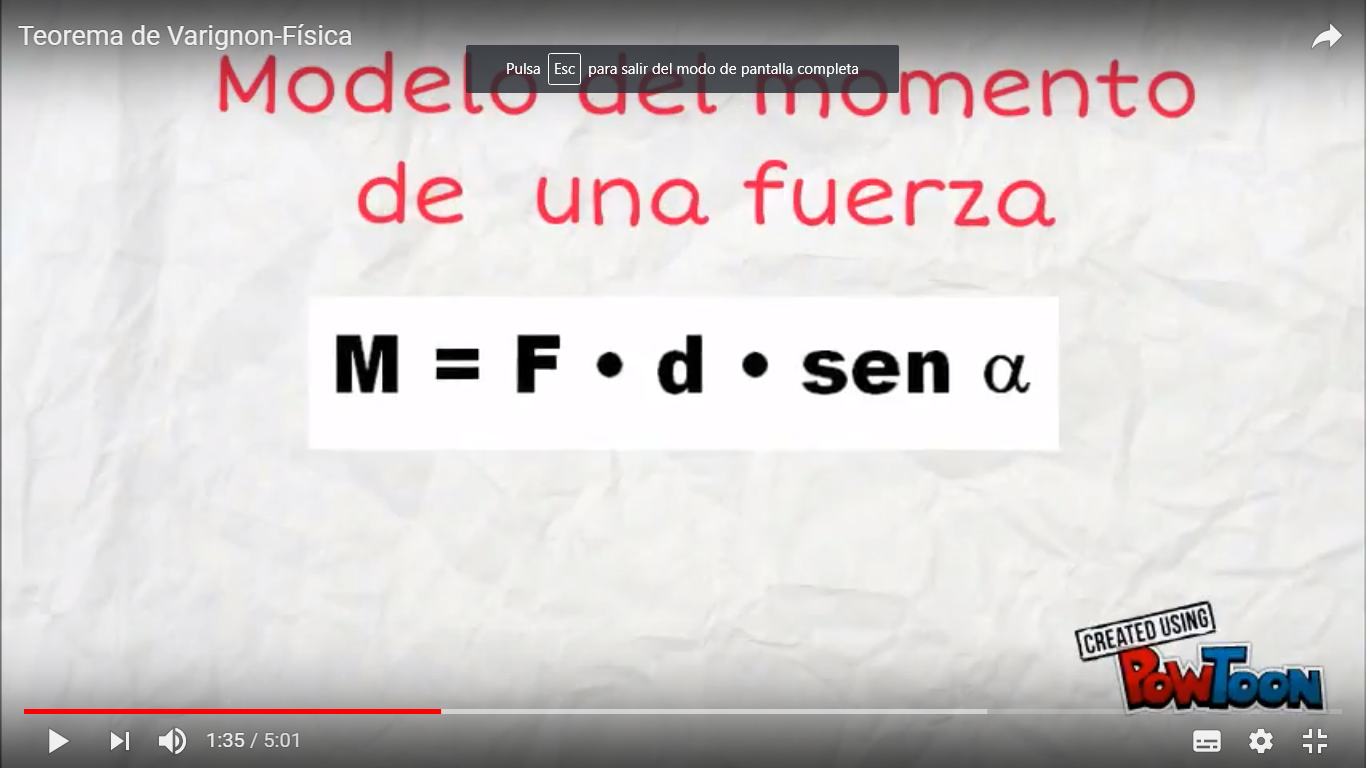 Teorema de Varignon-Física
Pulsa Esc para salir del modo de pantalla completa
Modelo del momento
de una fuerza
M = F • d • sen α
CREATED USING
POWTOON
1:35 / 5:01